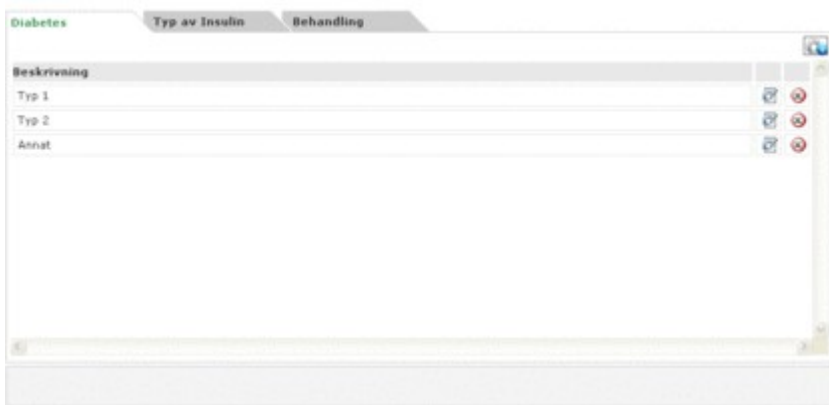 Diabetes Typ av Insulin Behandling
Beskrivning
Typ 1
Typ 2
Annat